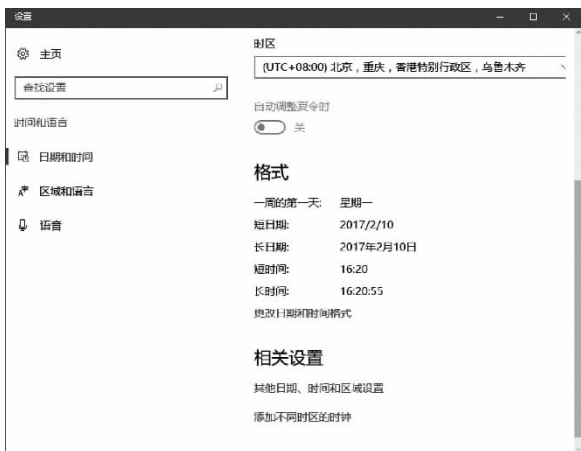 设置
主页
查找设置
时间和语言
日期和时间
区域和语言
语音
时区
(UTC+08:00) 北京，重庆，香港特别行政区，乌鲁木齐
自动调整夏令时
关
格式
一周的第一天: 星期一
短日期: 2017/2/10
长日期: 2017年2月10日
短时间: 16:20
长时间: 16:20:55
更改日期和时间格式
相关设置
其他日期、时间和区域设置
添加不同时区的时钟